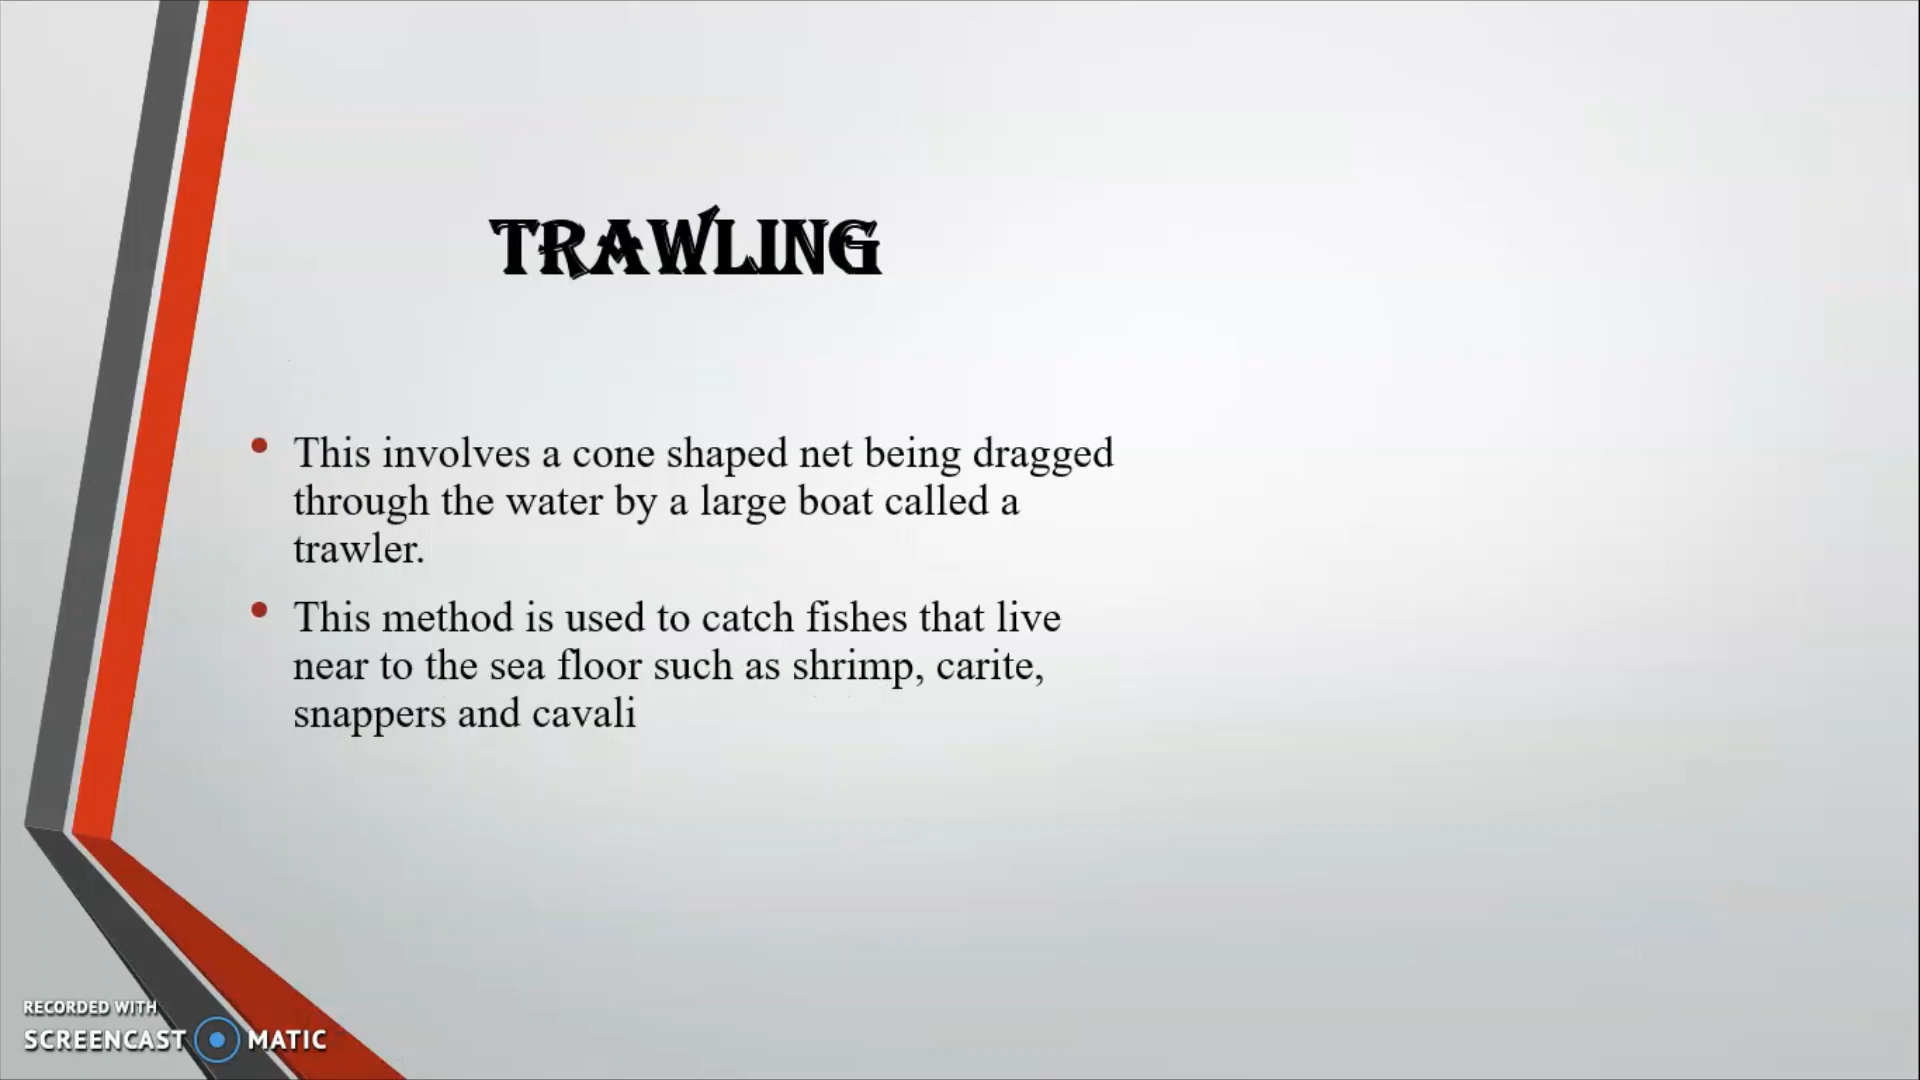 TRAWLING
• This involves a cone shaped net being dragged
through the water by a large boat called a
trawler.
• This method is used to catch fishes that live
near to the sea floor such as shrimp, carite,
snappers and cavali
RECORDED WITH
SCREENCAST MATIC